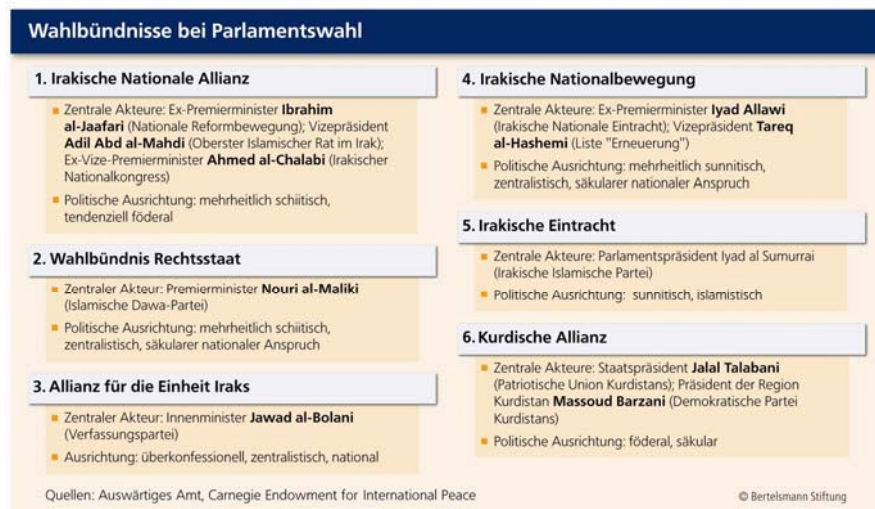 Wahlbündnisse bei Parlamentswahl
1. Irakische Nationale Allianz
Zentrale Akteure: Ex-Premierminister Ibrahim
al-Jaafari (Nationale Reformbewegung); Vizepräsident
Adil Abd al-Mahdi (Oberster Islamischer Rat im Irak);
Ex-Vize-Premierminister Ahmed al-Chalabi (Irakischer
Nationalkongress)
Politische Ausrichtung: mehrheitlich schiitisch,
tendenziell föderal
2. Wahlbündnis Rechtsstaat
Zentraler Akteur: Premierminister Nouri al-Maliki
(Islamische Dawa-Partei)
Politische Ausrichtung: mehrheitlich schiitisch,
zentralistisch, säkularer nationaler Anspruch
3. Allianz für die Einheit Iraks
Zentraler Akteur: Innenminister Jawad al-Bolani
(Verfassungspartei)
Ausrichtung: überkonfessionell, zentralistisch, national
4. Irakische Nationalbewegung
Zentrale Akteure: Ex-Premierminister Iyad Allawi
(Irakische Nationale Eintracht); Vizepräsident Tareq
al-Hashemi (Liste "Erneuerung")
Politische Ausrichtung: mehrheitlich sunnitisch,
zentralistisch, säkularer nationaler Anspruch
5. Irakische Eintracht
Zentrale Akteure: Parlamentspräsident Iyad al Sumurrai
(Irakische Islamische Partei)
Politische Ausrichtung: sunnitisch, islamistisch
6. Kurdische Allianz
Zentrale Akteure: Staatspräsident Jalal Talabani
(Patriotische Union Kurdistans); Präsident der Region
Kurdistan Massoud Barzani (Demokratische Partei
Kurdistans)
Politische Ausrichtung: föderal, säkular
Quellen: Auswärtiges Amt, Carnegie Endowment for International Peace
© Bertelsmann Stiftung